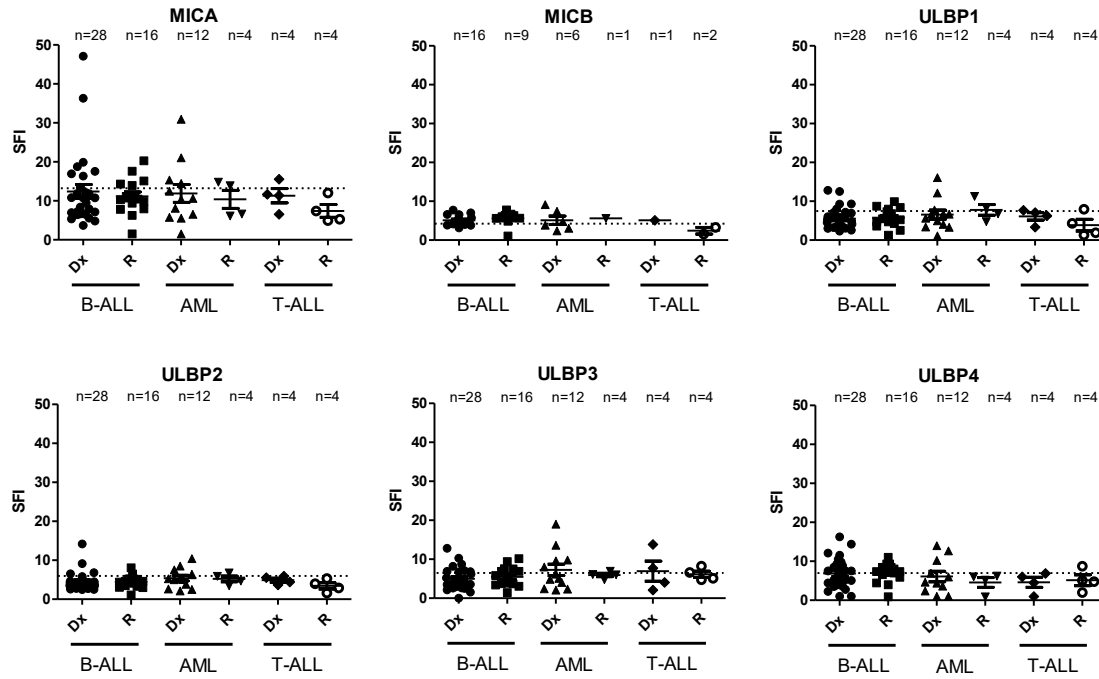 MICA
n=28 n=16 n=12 n=4 n=4 n=4
50
40
30
20
10
0
SFI
Dx R Dx R Dx R
B-ALL AML T-ALL
MICB
n=16 n=9 n=6 n=1 n=1 n=2
50
40
30
20
10
0
SFI
Dx R Dx R Dx R
B-ALL AML T-ALL
ULBP1
n=28 n=16 n=12 n=4 n=4 n=4
50
40
30
20
10
0
SFI
Dx R Dx R Dx R
B-ALL AML T-ALL
ULBP2
n=28 n=16 n=12 n=4 n=4 n=4
50
40
30
20
10
0
SFI
Dx R Dx R Dx R
B-ALL AML T-ALL
ULBP3
n=28 n=16 n=12 n=4 n=4 n=4
50
40
30
20
10
0
SFI
Dx R Dx R Dx R
B-ALL AML T-ALL
ULBP4
n=28 n=16 n=12 n=4 n=4 n=4
50
40
30
20
10
0
SFI
Dx R Dx R Dx R
B-ALL AML T-ALL